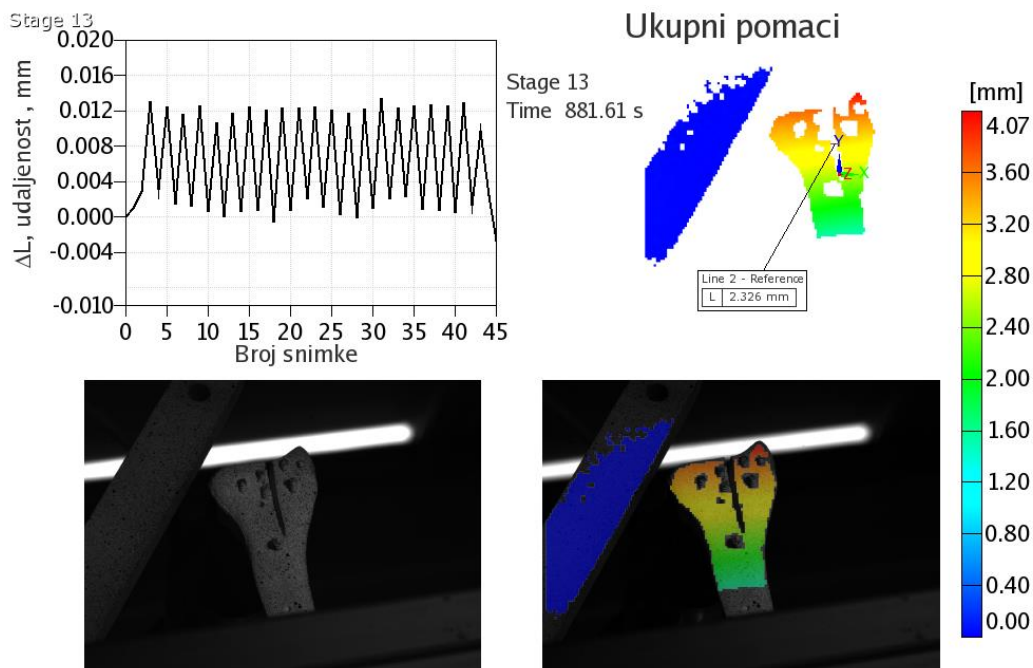 Stage 13
Ukupni pomaci
0.020
0.016
0.012
0.008
0.004
0.000
-0.004
-0.010
ΔL, udaljenost , mm
0 5 10 15 20 25 30 35 40 45
Broj snimke
Stage 13
Time 881.61 s
Y
Z X
Line 2 - Reference
L 2.326 mm
[mm]
4.07
3.60
3.20
2.80
2.40
2.00
1.60
1.20
0.80
0.40
0.00